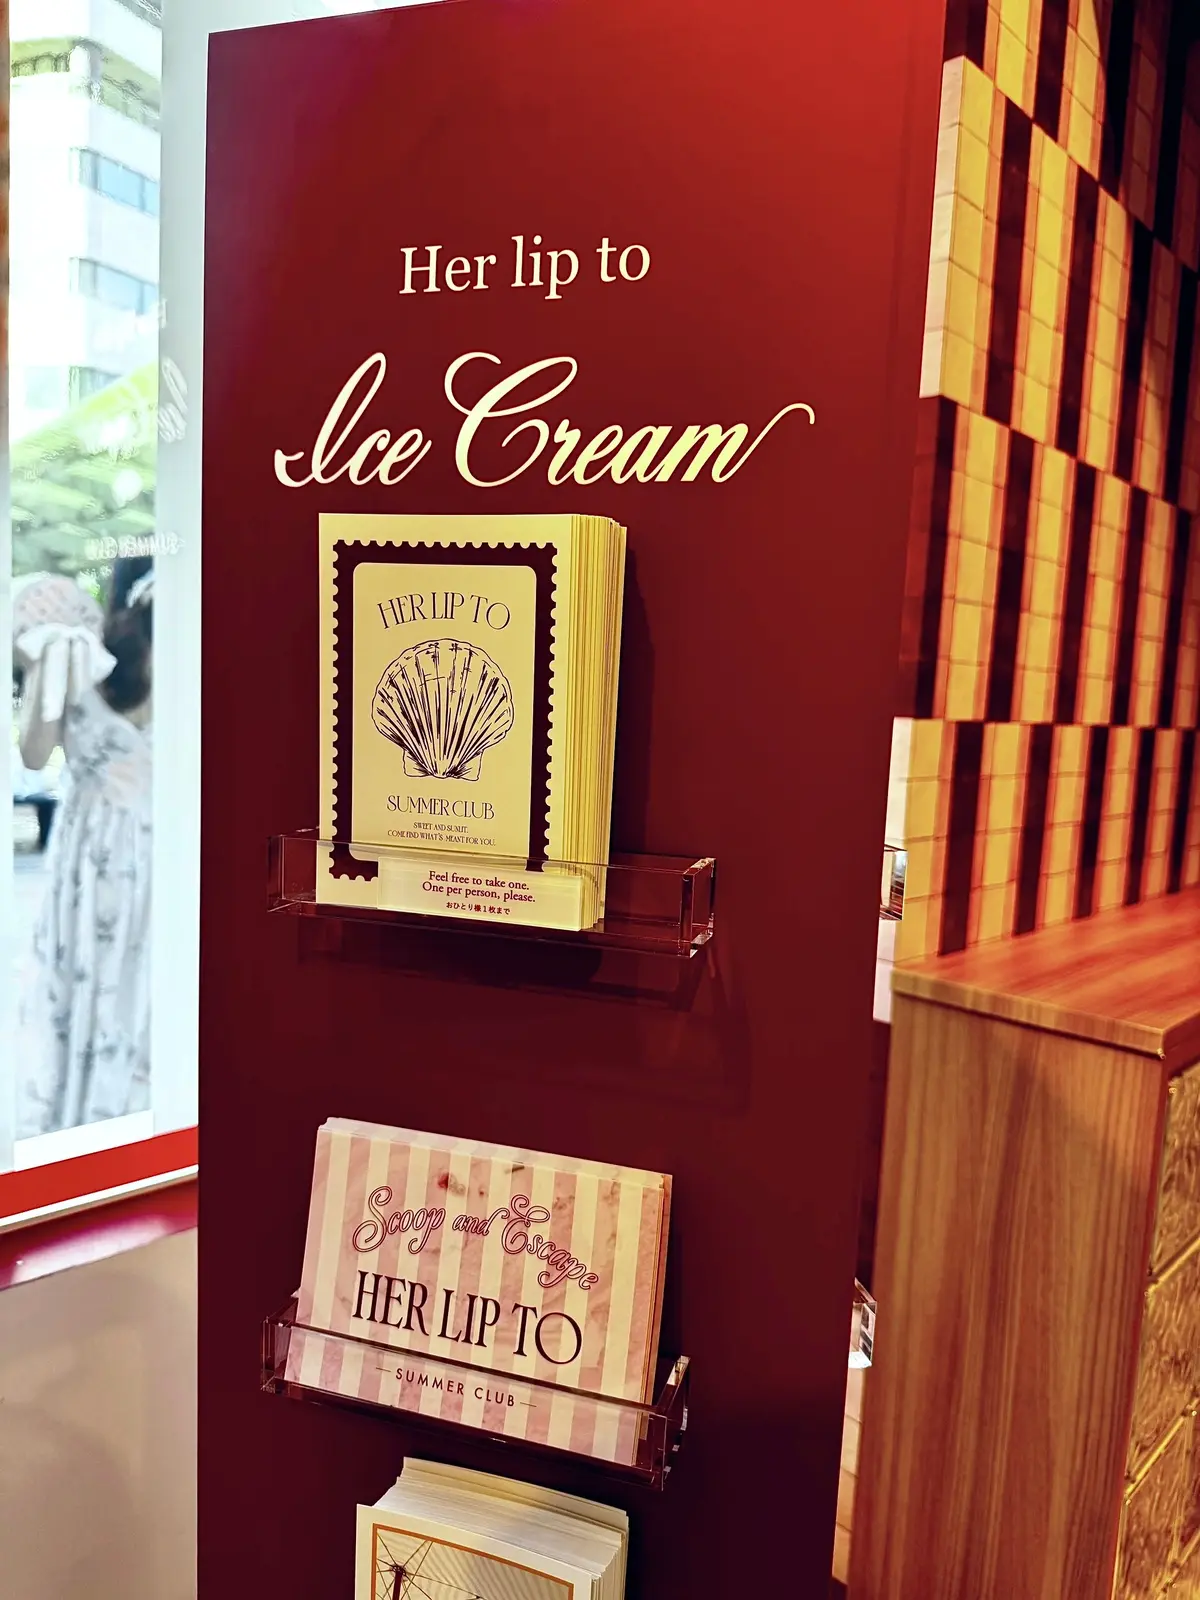 Her lip to
Ice Cream
HER LIP TO
SUMMER CLUB
SWEET AND SUNLIT.
COME FIND WHAT'S MEANT FOR YOU.
Feel free to take one.
One per person, please.
おひとり様1枚まで
Scoop and Escape
HER LIP TO
SUMMER CLUB
SUMMER CLUB